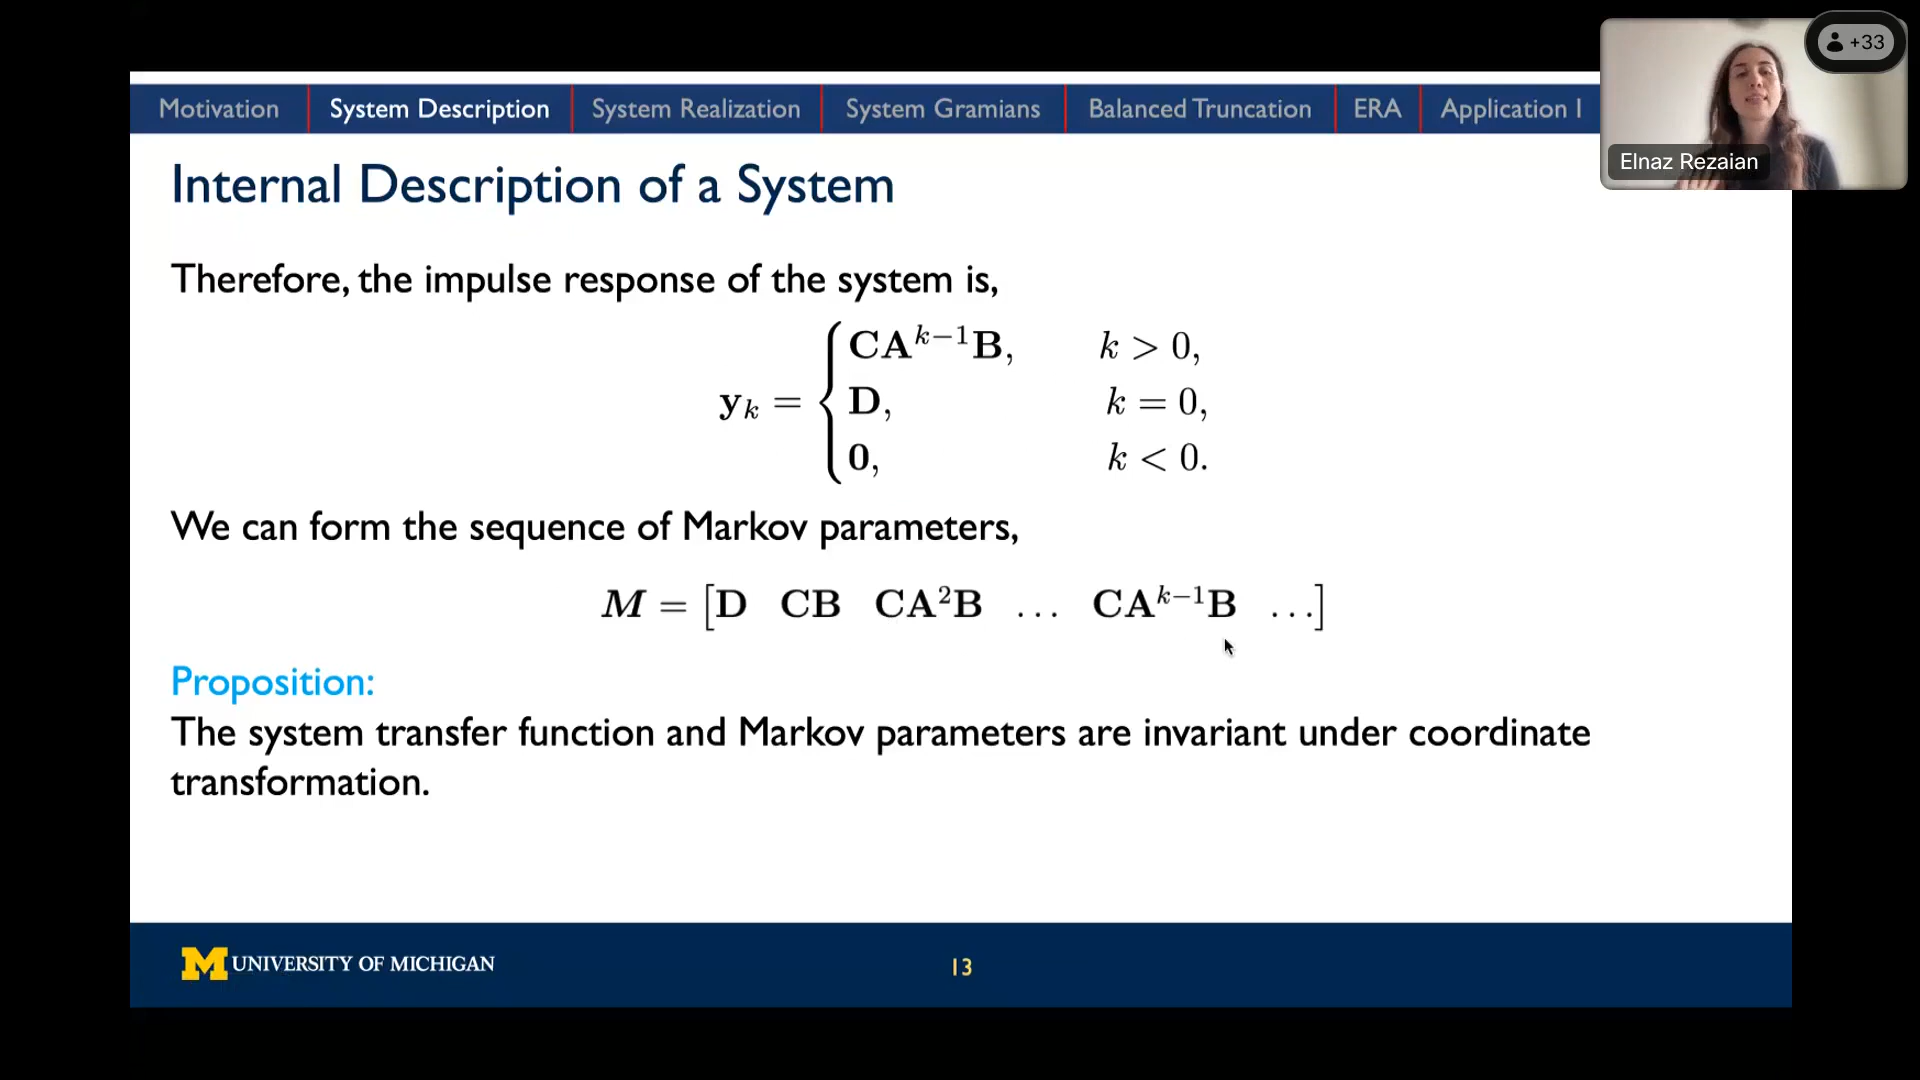 +33
Motivation System Description System Realization System Gramians Balanced Truncation ERA Application I
Elnaz Rezaian
Internal Description of a System
Therefore, the impulse response of the system is,
y_k = { CA^{k−1}B, k > 0,
D, k = 0,
0, k < 0.
We can form the sequence of Markov parameters,
M = [D CB CA²B … CA^{k−1}B …]
Proposition:
The system transfer function and Markov parameters are invariant under coordinate
transformation.
M UNIVERSITY OF MICHIGAN
13